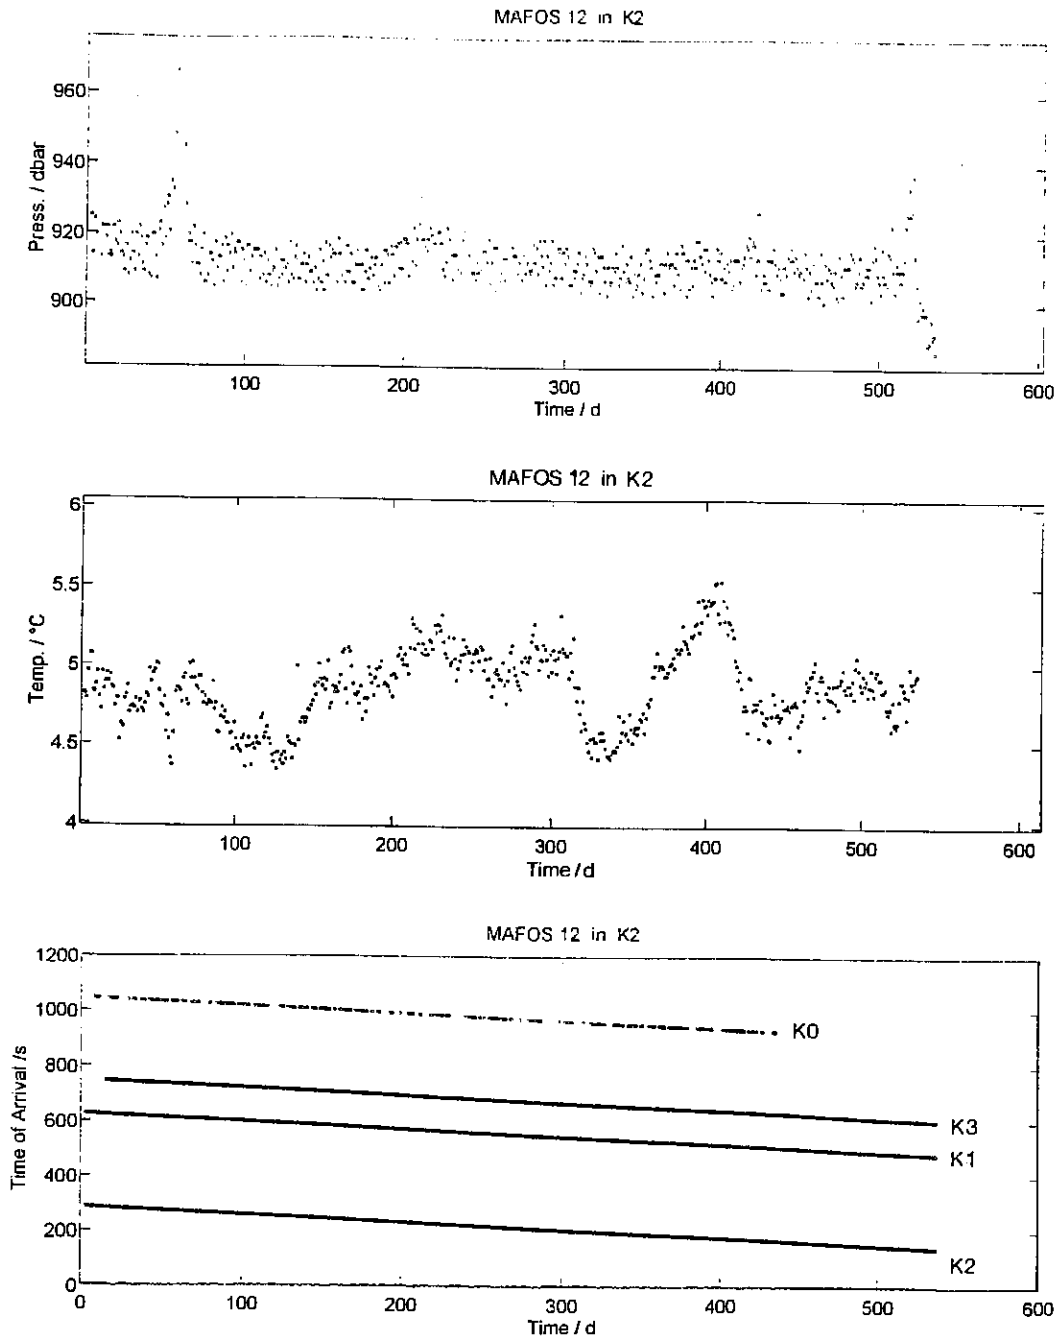 MAFOS 12 in K2
960
940
920
900
Press. / dbar
100 200 300 400 500 600
Time / d
MAFOS 12 in K2
6
5.5
5
4.5
4
Temp. / °C
100 200 300 400 500 600
Time / d
MAFOS 12 in K2
1200
1000
800
600
400
200
0
Time of Arrival /s
K0
K3
K1
K2
0 100 200 300 400 500 600
Time / d